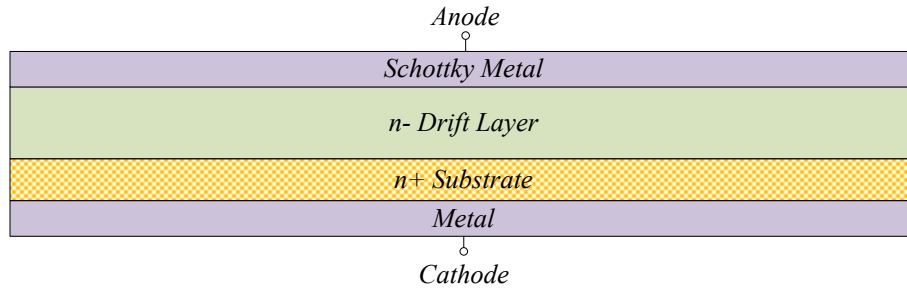 Anode
Schottky Metal
n- Drift Layer
n+ Substrate
Metal
Cathode